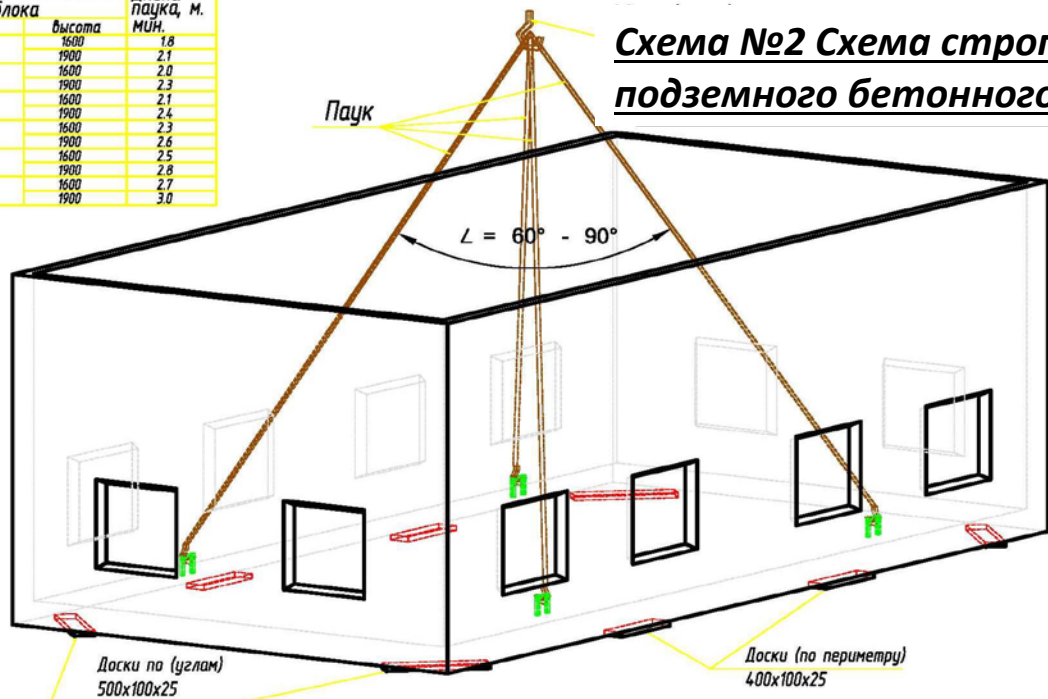 блока
паука, м.
высота
мин.
1600 1.8
1900 2.1
1600 2.0
1900 2.3
1600 2.1
1900 2.4
1600 2.3
1900 2.6
1600 2.5
1900 2.8
1600 2.7
1900 3.0
Схема №2 Схема строп
подземного бетонного
Паук
∠ = 60° - 90°
Доски по (углам)
500x100x25
Доски (по периметру)
400x100x25